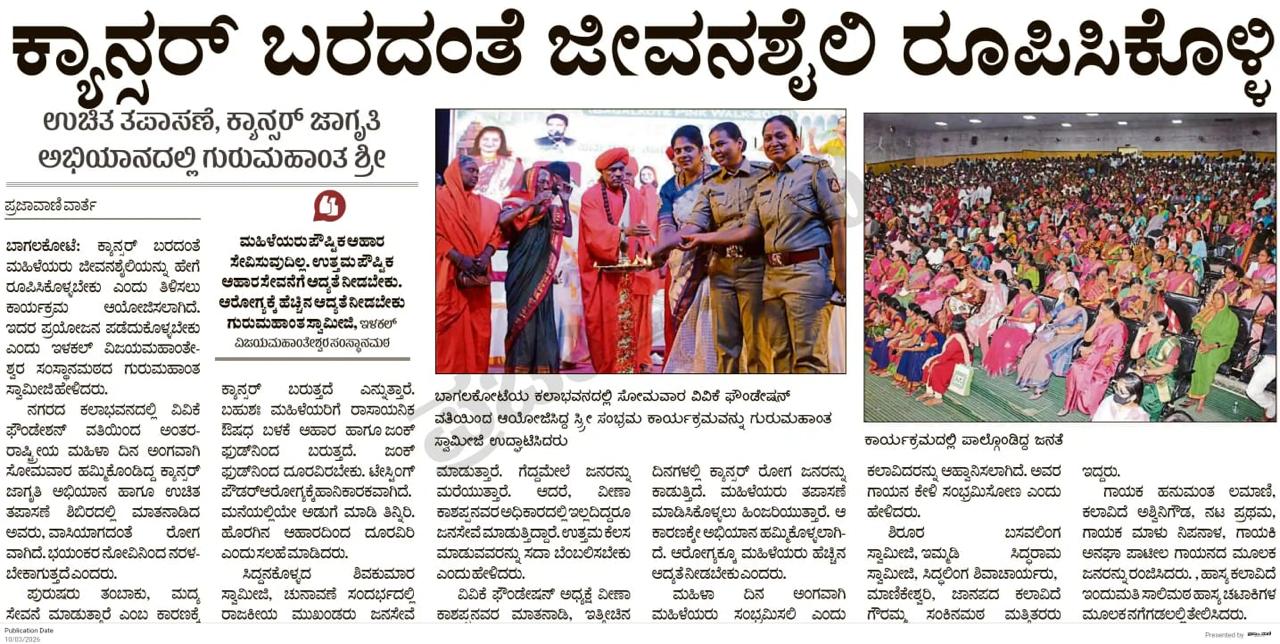 ಕ್ಯಾನ್ಸರ್ ಬರದಂತೆ ಜೀವನಶೈಲಿ ರೂಪಿಸಿಕೊಳ್ಳಿ
ಉಚಿತ ತಪಾಸಣೆ, ಕ್ಯಾನ್ಸರ್ ಜಾಗೃತಿ
ಅಭಿಯಾನದಲ್ಲಿ ಗುರುಮಹಾಂತ ಶ್ರೀ
ಪ್ರಜಾವಾಣಿ ವಾರ್ತೆ
ಬಾಗಲಕೋಟೆ: ಕ್ಯಾನ್ಸರ್ ಬರದಂತೆ
ಮಹಿಳೆಯರು ಜೀವನಶೈಲಿಯನ್ನು ಹೇಗೆ
ರೂಪಿಸಿಕೊಳ್ಳಬೇಕು ಎಂದು ತಿಳಿಸಲು
ಕಾರ್ಯಕ್ರಮ ಆಯೋಜಿಸಲಾಗಿದೆ.
ಇದರ ಪ್ರಯೋಜನ ಪಡೆದುಕೊಳ್ಳಬೇಕು
ಎಂದು ಇಳಕಲ್ ವಿಜಯಮಹಾಂತೇ-
ಶ್ವರ ಸಂಸ್ಥಾನಮಠದ ಗುರುಮಹಾಂತ
ಸ್ವಾಮೀಜಿ ಹೇಳಿದರು.
ನಗರದ ಕಲಾಭವನದಲ್ಲಿ ವಿವಿಕೆ
ಫೌಂಡೇಶನ್ ವತಿಯಿಂದ ಅಂತರ-
ರಾಷ್ಟ್ರೀಯ ಮಹಿಳಾ ದಿನ ಅಂಗವಾಗಿ
ಸೋಮವಾರ ಹಮ್ಮಿಕೊಂಡಿದ್ದ ಕ್ಯಾನ್ಸರ್
ಜಾಗೃತಿ ಅಭಿಯಾನ ಹಾಗೂ ಉಚಿತ
ತಪಾಸಣೆ ಶಿಬಿರದಲ್ಲಿ ಮಾತನಾಡಿದ
ಅವರು, ವಾಸಿಯಾಗದಂತೆ ರೋಗ
ವಾಗಿದೆ. ಭಯಂಕರ ನೋವಿನಿಂದ ನರಳ-
ಬೇಕಾಗುತ್ತದೆ ಎಂದರು.
ಪುರುಷರು ತಂಬಾಕು, ಮದ್ಯ
ಸೇವನೆ ಮಾಡುತ್ತಾರೆ ಎಂಬ ಕಾರಣಕ್ಕೆ
ಮಹಿಳೆಯರು ಪೌಷ್ಟಿಕ ಆಹಾರ
ಸೇವಿಸುವುದಿಲ್ಲ. ಉತ್ತಮ ಪೌಷ್ಟಿಕ
ಆಹಾರ ಸೇವನೆಗೆ ಆದ್ಯತೆ ನೀಡಬೇಕು.
ಆರೋಗ್ಯಕ್ಕೆ ಹೆಚ್ಚಿನ ಆದ್ಯತೆ ನೀಡಬೇಕು
ಗುರುಮಹಾಂತ ಸ್ವಾಮೀಜಿ, ಇಳಕಲ್
ವಿಜಯಮಹಾಂತೇಶ್ವರ ಸಂಸ್ಥಾನಮಠ
ಕ್ಯಾನ್ಸರ್ ಬರುತ್ತದೆ ಎನ್ನುತ್ತಾರೆ.
ಬಹುಶಃ ಮಹಿಳೆಯರಿಗೆ ರಾಸಾಯನಿಕ
ಔಷಧ ಬಳಕೆ ಆಹಾರ ಹಾಗೂ ಜಂಕ್
ಫುಡ್‌ನಿಂದ ಬರುತ್ತದೆ. ಜಂಕ್
ಫುಡ್‌ನಿಂದ ದೂರವಿರಬೇಕು. ಟೇಸ್ಟಿಂಗ್
ಪೌಡರ್ ಆರೋಗ್ಯಕ್ಕೆ ಹಾನಿಕಾರಕವಾಗಿದೆ.
ಮನೆಯಲ್ಲಿಯೇ ಅಡುಗೆ ಮಾಡಿ ತಿನ್ನಿರಿ.
ಹೊರಗಿನ ಆಹಾರದಿಂದ ದೂರವಿರಿ
ಎಂದು ಸಲಹೆ ಮಾಡಿದರು.
ಸಿದ್ದನಕೊಳ್ಳದ ಶಿವಕುಮಾರ
ಸ್ವಾಮೀಜಿ, ಚುನಾವಣೆ ಸಂದರ್ಭದಲ್ಲಿ
ರಾಜಕೀಯ ಮುಖಂಡರು ಜನಸೇವೆ
BAGALKOTE PINK WALK-20
ಬಾಗಲಕೋಟೆಯ ಕಲಾಭವನದಲ್ಲಿ ಸೋಮವಾರ ವಿವಿಕೆ ಫೌಂಡೇಷನ್
ವತಿಯಿಂದ ಆಯೋಜಿಸಿದ್ದ ಸ್ತ್ರೀ ಸಂಭ್ರಮ ಕಾರ್ಯಕ್ರಮವನ್ನು ಗುರುಮಹಾಂತ
ಸ್ವಾಮೀಜಿ ಉದ್ಘಾಟಿಸಿದರು
ಮಾಡುತ್ತಾರೆ. ಗೆದ್ದಮೇಲೆ ಜನರನ್ನು
ಮರೆಯುತ್ತಾರೆ. ಆದರೆ, ವೀಣಾ
ಕಾಶಪ್ಪನವರ ಅಧಿಕಾರದಲ್ಲಿ ಇಲ್ಲದಿದ್ದರೂ
ಜನಸೇವೆ ಮಾಡುತ್ತಿದ್ದಾರೆ. ಉತ್ತಮ ಕೆಲಸ
ಮಾಡುವವರನ್ನು ಸದಾ ಬೆಂಬಲಿಸಬೇಕು
ಎಂದು ಹೇಳಿದರು.
ವಿವಿಕೆ ಫೌಂಡೇಷನ್ ಅಧ್ಯಕ್ಷೆ ವೀಣಾ
ಕಾಶಪ್ಪನವರ ಮಾತನಾಡಿ, ಇತ್ತೀಚಿನ
ದಿನಗಳಲ್ಲಿ ಕ್ಯಾನ್ಸರ್ ರೋಗ ಜನರನ್ನು
ಕಾಡುತ್ತಿದೆ. ಮಹಿಳೆಯರು ತಪಾಸಣೆ
ಮಾಡಿಸಿಕೊಳ್ಳಲು ಹಿಂಜರಿಯುತ್ತಾರೆ. ಆ
ಕಾರಣಕ್ಕೇ ಅಭಿಯಾನ ಹಮ್ಮಿಕೊಳ್ಳಲಾಗಿ-
ದೆ. ಆರೋಗ್ಯಕ್ಕೂ ಮಹಿಳೆಯರು ಹೆಚ್ಚಿನ
ಆದ್ಯತೆ ನೀಡಬೇಕು ಎಂದರು.
ಮಹಿಳಾ ದಿನ ಅಂಗವಾಗಿ
ಮಹಿಳೆಯರು ಸಂಭ್ರಮಿಸಲಿ ಎಂದು
ಕಾರ್ಯಕ್ರಮದಲ್ಲಿ ಪಾಲ್ಗೊಂಡಿದ್ದ ಜನತೆ
ಕಲಾವಿದರನ್ನು ಆಹ್ವಾನಿಸಲಾಗಿದೆ. ಅವರ
ಗಾಯನ ಕೇಳಿ ಸಂಭ್ರಮಿಸೋಣ ಎಂದು
ಹೇಳಿದರು.
ಶಿರೂರ ಬಸವಲಿಂಗ
ಸ್ವಾಮೀಜಿ, ಇಮ್ಮಡಿ ಸಿದ್ಧರಾಮ
ಸ್ವಾಮೀಜಿ, ಸಿದ್ಧಲಿಂಗ ಶಿವಾಚಾರ್ಯರು,
ಮಾಣಿಕೇಶ್ವರಿ, ಜಾನಪದ ಕಲಾವಿದೆ
ಗೌರಮ್ಮ ಸಂಕಿನಮಠ ಮತ್ತಿತರರು
ಇದ್ದರು.
ಗಾಯಕ ಹನುಮಂತ ಲಮಾಣಿ,
ಕಲಾವಿದೆ ಅಶ್ವಿನಿಗೌಡ, ನಟ ಪ್ರಥಮ,
ಗಾಯಕ ಮಾಳು ನಿಪನಾಳ, ಗಾಯಕಿ
ಅನಘಾ ಪಾಟೀಲ ಗಾಯನದ ಮೂಲಕ
ಜನರನ್ನು ರಂಜಿಸಿದರು. , ಹಾಸ್ಯ ಕಲಾವಿದೆ
ಇಂದುಮತಿ ಸಾಲಿಮಠ ಹಾಸ್ಯ ಚಟಾಕಿಗಳ
ಮೂಲಕ ನಗೆಗಡಲಲ್ಲಿ ತೇಲಿಸಿದರು.
Publication Date
10/03/2026
Presented by ಪ್ರಜಾವಾಣಿ